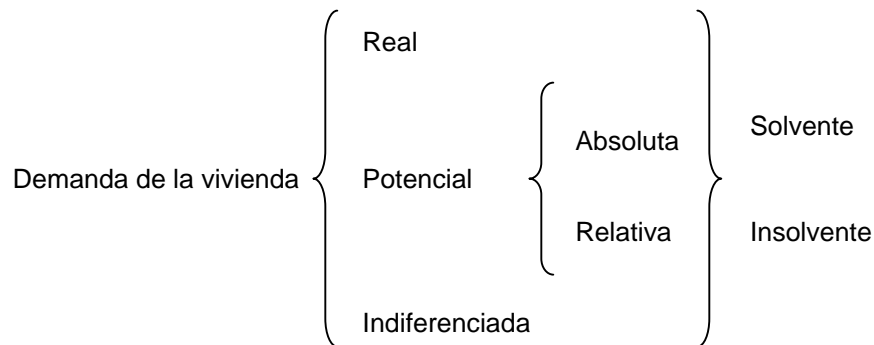 Demanda de la vivienda
Real
Potencial
Indiferenciada
Absoluta
Relativa
Solvente
Insolvente